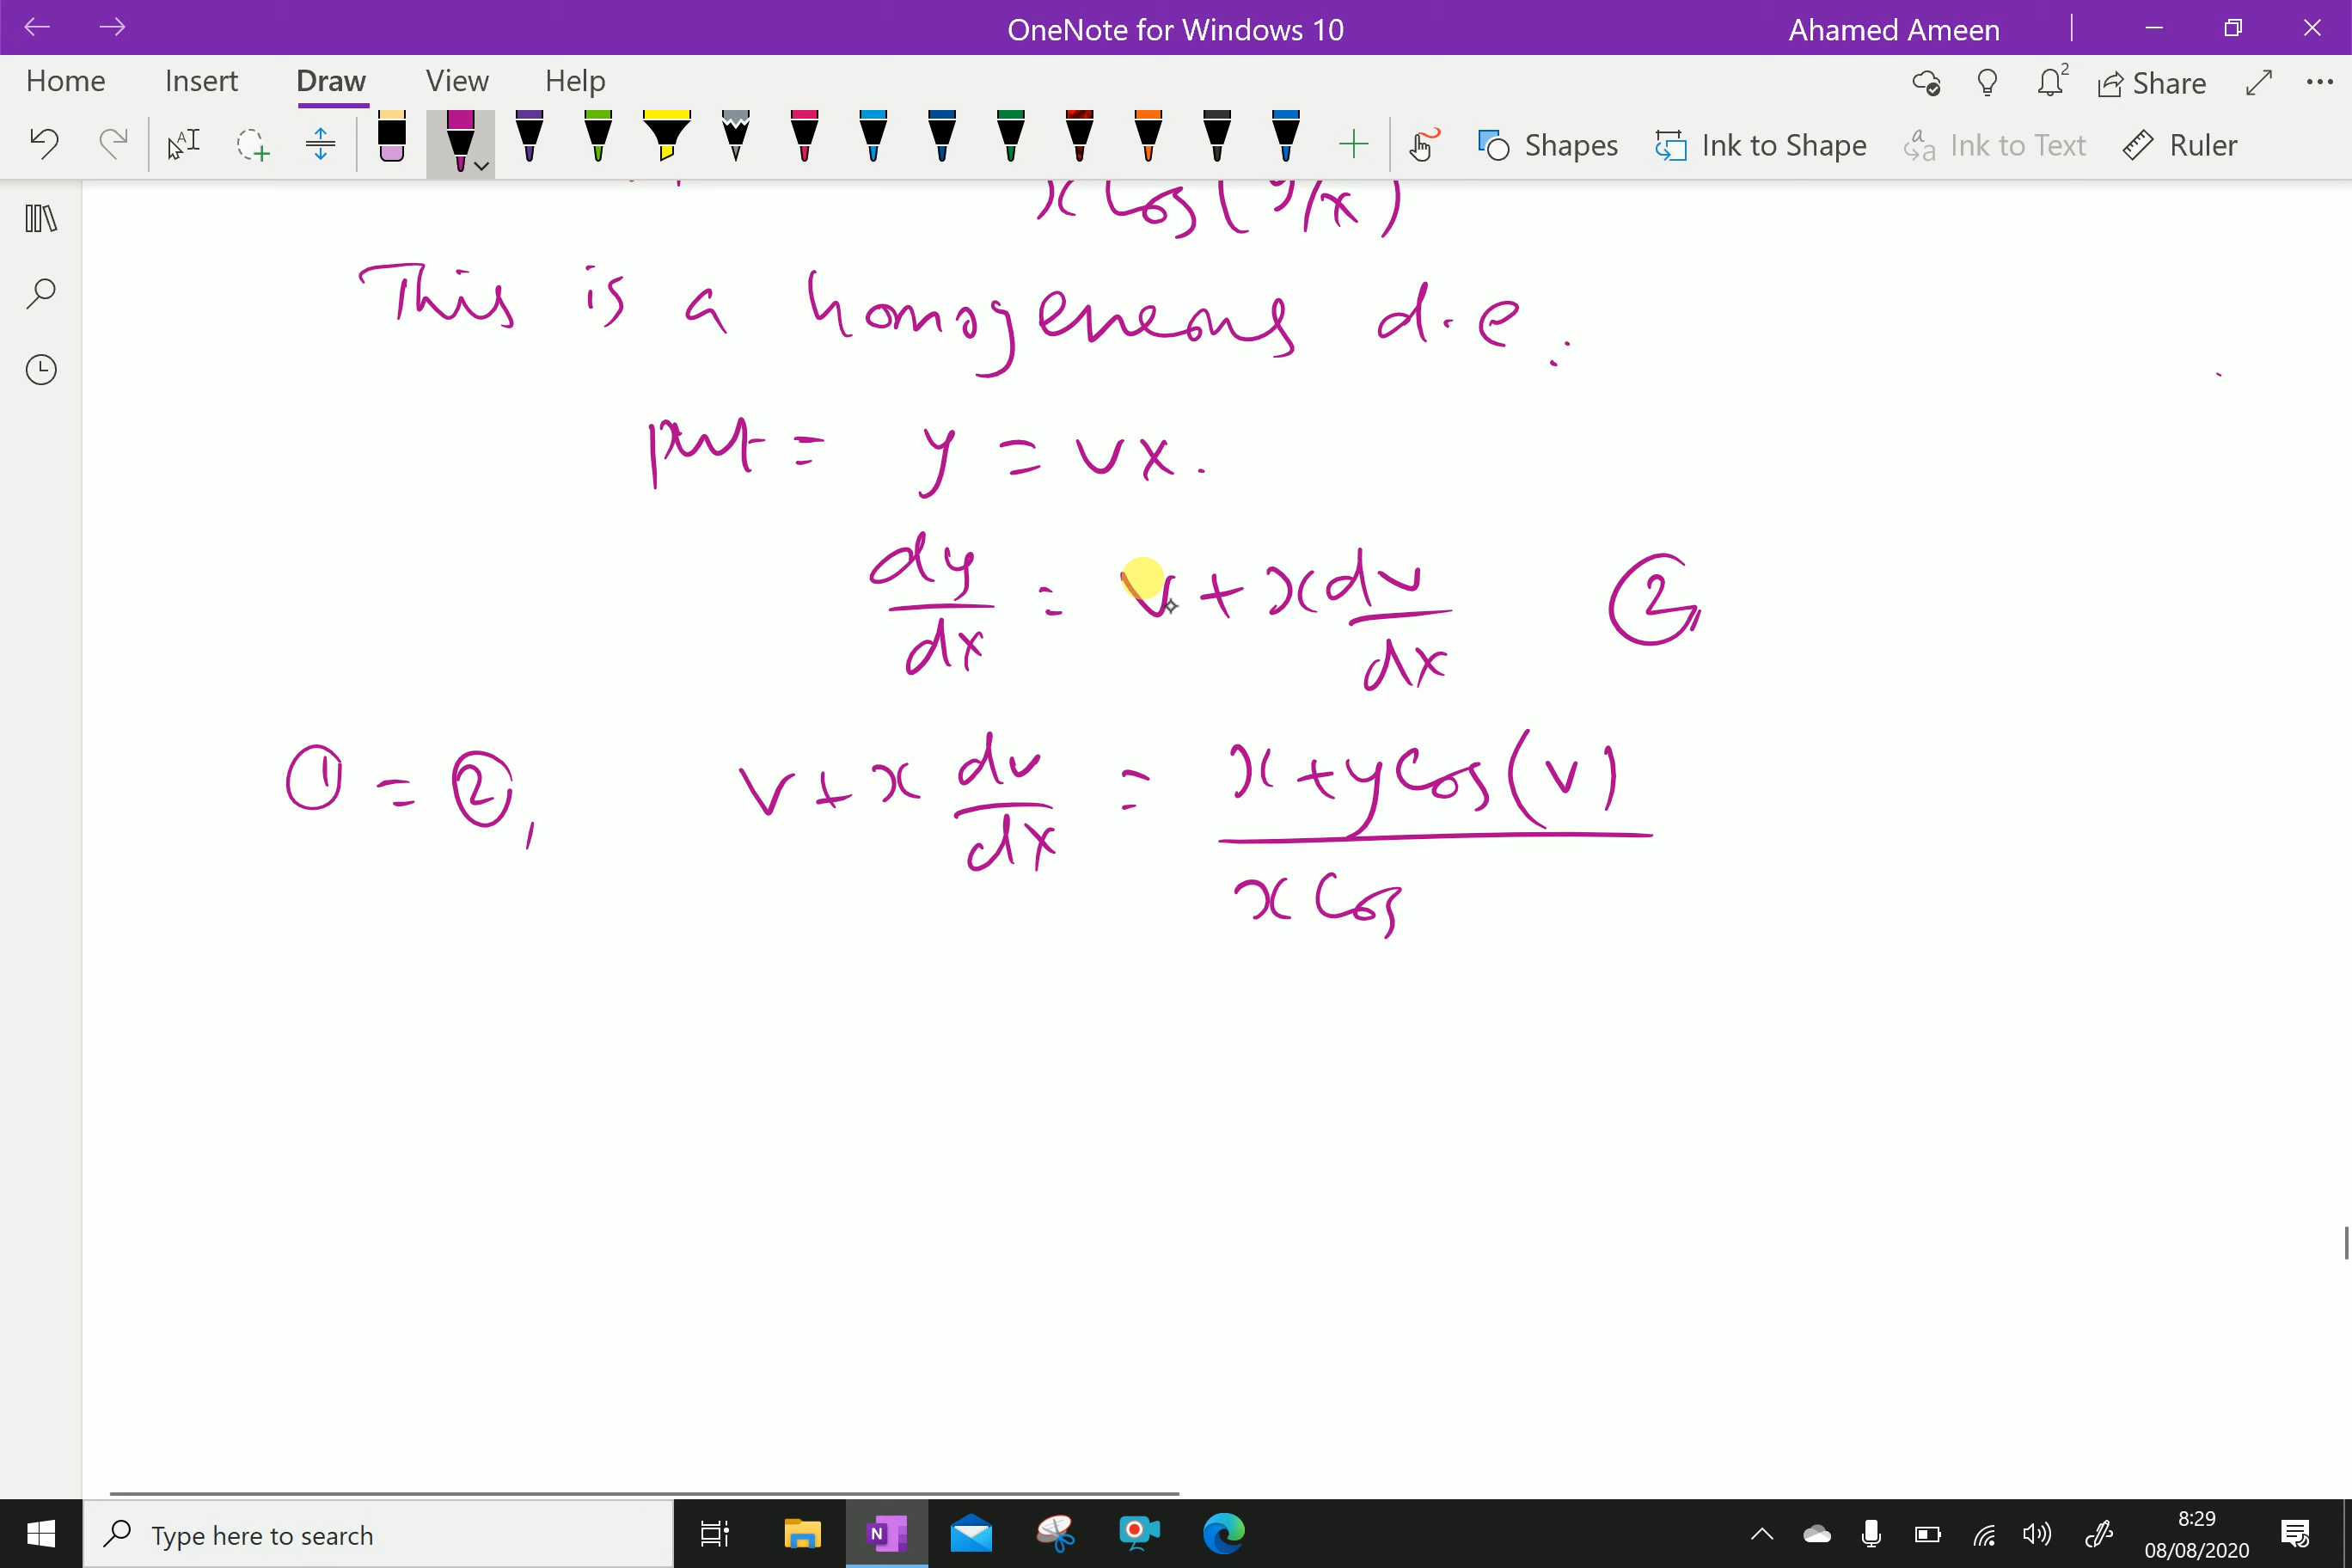 OneNote for Windows 10 Ahamed Ameen
Home Insert Draw View Help 2 Share
Shapes Ink to Shape Ink to Text Ruler
x Cos(y/x)
This is a homogeneous d.e.
put = y = vx.
dy/dx = v + x dv/dx 2
1 = 2, v + x dv/dx = x + y Cos(v)
x Cos
Type here to search 8:29
08/08/2020